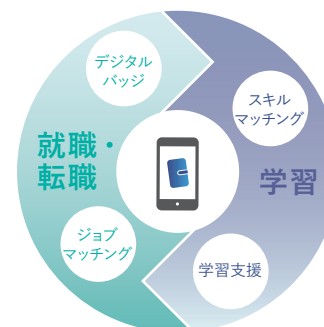 デジタル
バッジ
スキル
マッチング
就職・
転職
学習
ジョブ
マッチング
学習支援